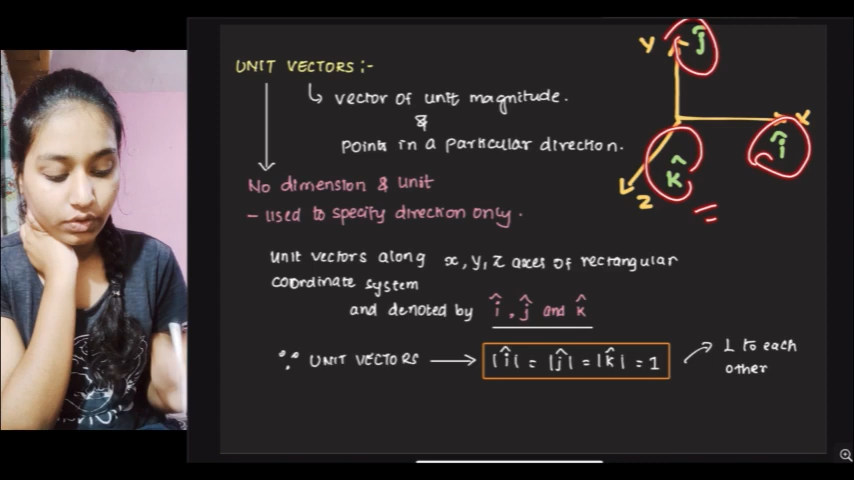 UNIT VECTORS :-
vector of unit magnitude.
&
points in a particular direction.
No dimension & unit
- used to specify direction only.
Y ĵ
X
î
k̂
Z
unit vectors along x, y, z axes of rectangular
coordinate system
and denoted by î, ĵ and k̂
∵ UNIT VECTORS → |î| = |ĵ| = |k̂| = 1
⊥ to each
other